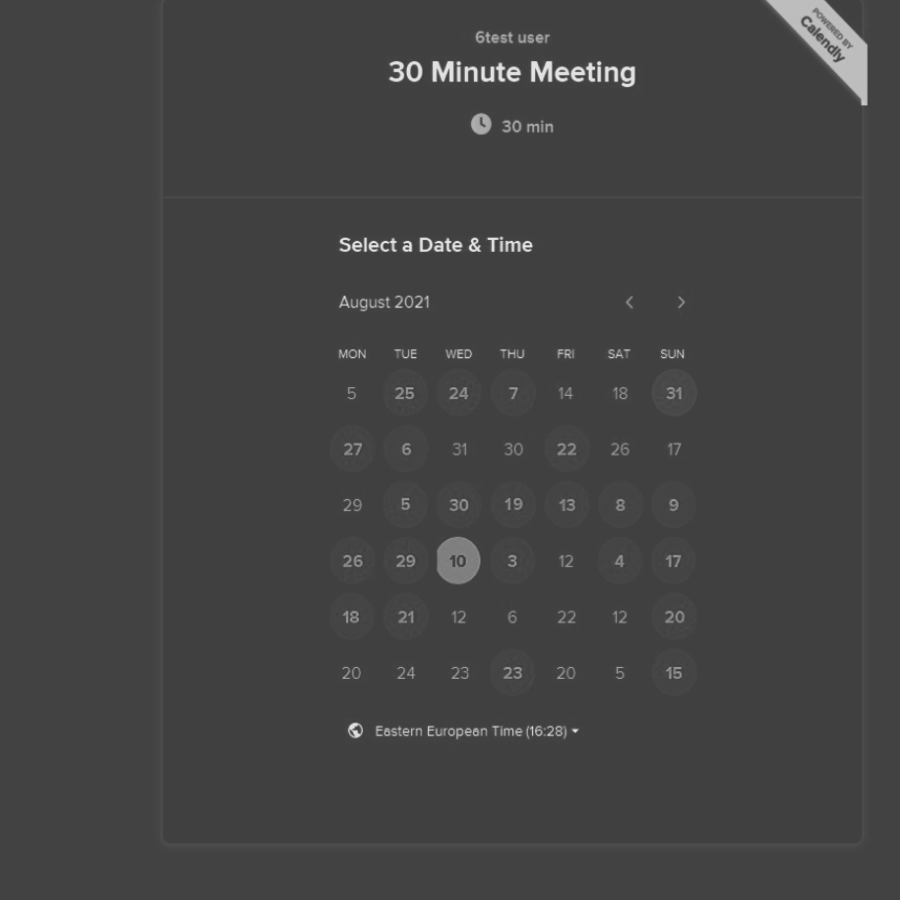 POWERED BY
Calendly
6test user
30 Minute Meeting
30 min
Select a Date & Time
August 2021
MON TUE WED THU FRI SAT SUN
5 25 24 7 14 18 31
27 6 31 30 22 26 17
29 5 30 19 13 8 9
26 29 10 3 12 4 17
18 21 12 6 22 12 20
20 24 23 23 20 5 15
Eastern European Time (16:28)